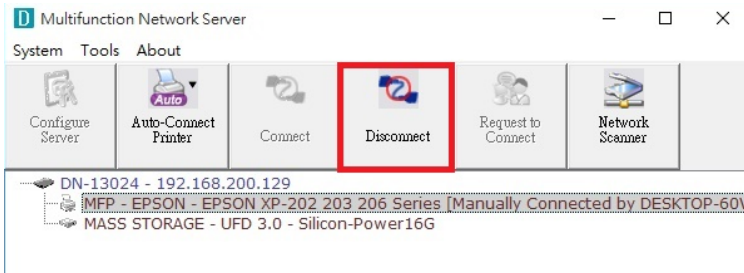 Multifunction Network Server
System Tools About
Configure Server
Auto
Auto-Connect Printer
Connect
Disconnect
Request to Connect
Network Scanner
DN-13024 - 192.168.200.129
MFP - EPSON - EPSON XP-202 203 206 Series [Manually Connected by DESKTOP-60
MASS STORAGE - UFD 3.0 - Silicon-Power16G